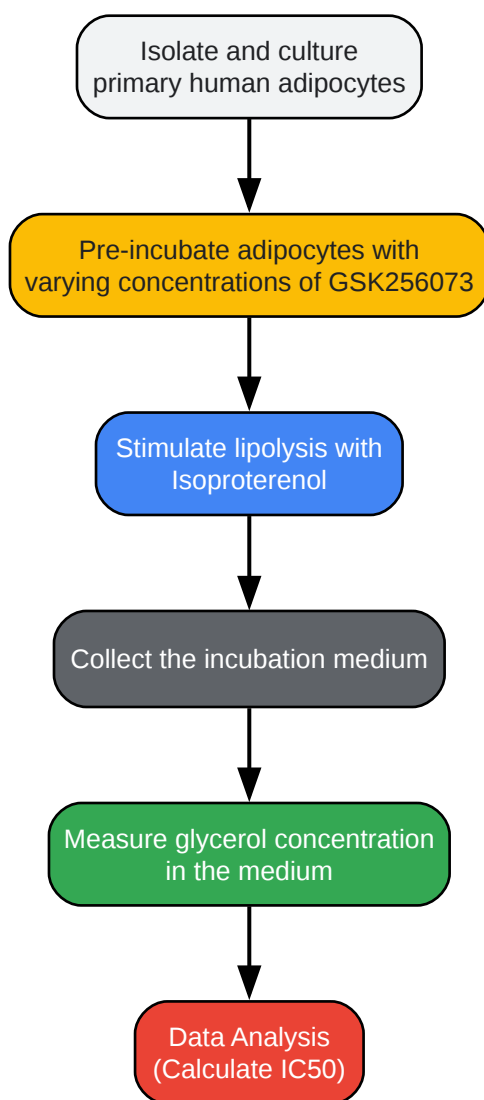 Isolate and culture
primary human adipocytes
Pre-incubate adipocytes with
varying concentrations of GSK256073
Stimulate lipolysis with
Isoproterenol
Collect the incubation medium
Measure glycerol concentration
in the medium
Data Analysis
(Calculate IC50)